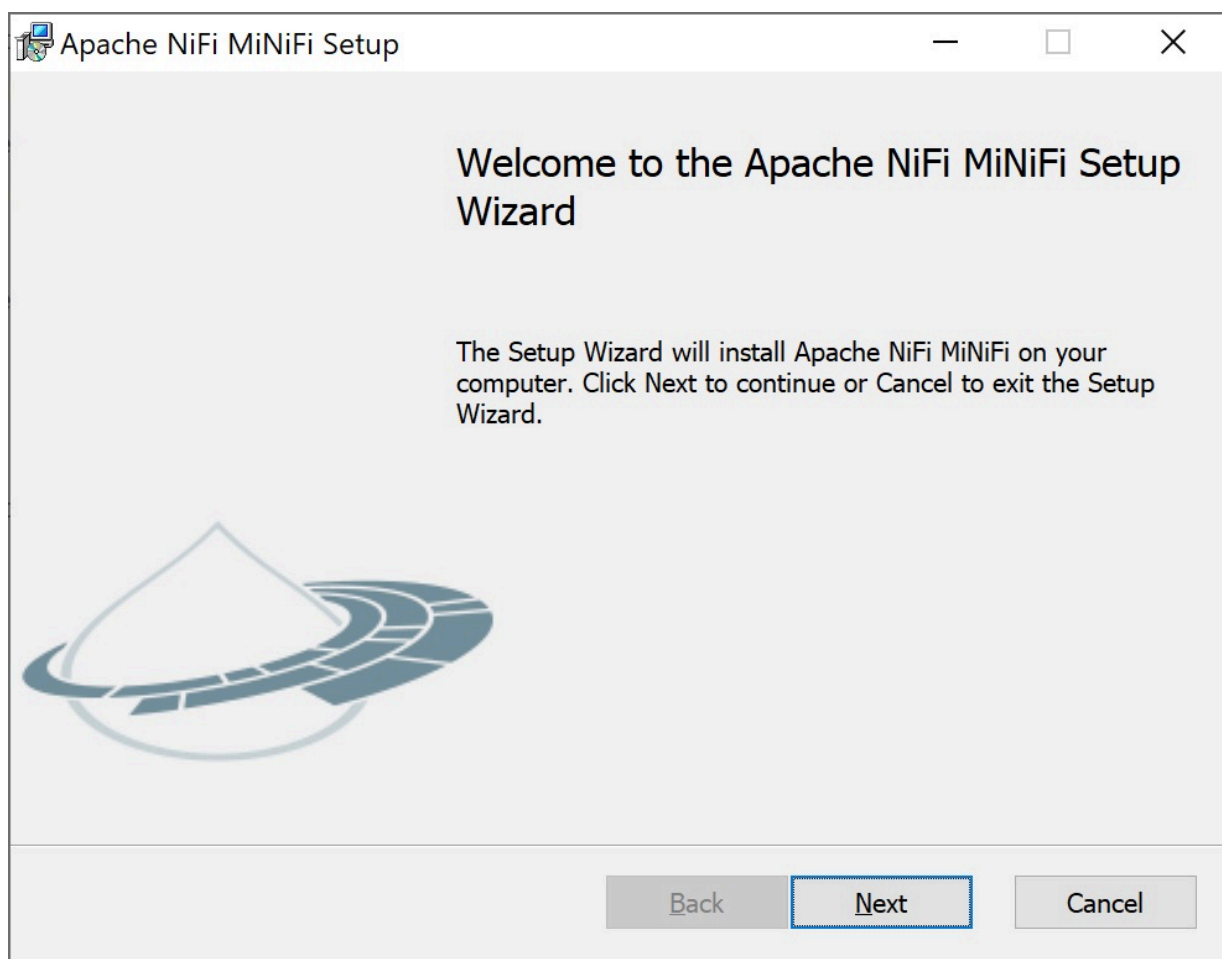 Apache NiFi MiNiFi Setup
Welcome to the Apache NiFi MiNiFi Setup
Wizard
The Setup Wizard will install Apache NiFi MiNiFi on your
computer. Click Next to continue or Cancel to exit the Setup
Wizard.
Back Next Cancel